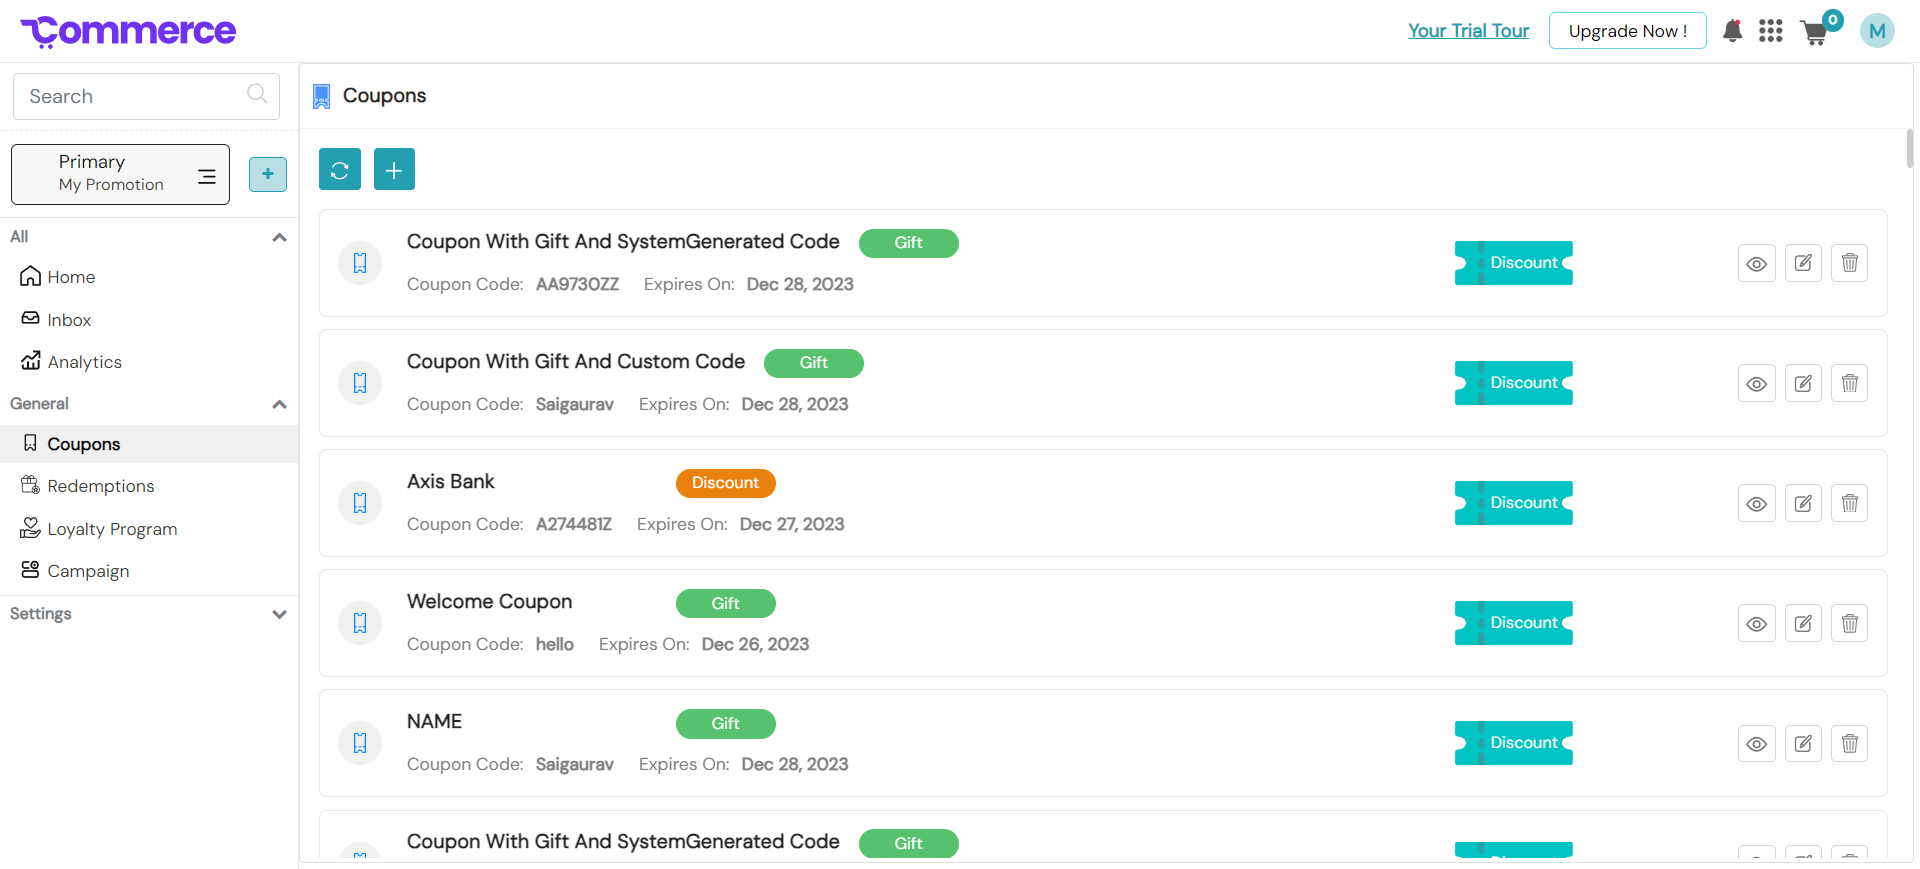 Commerce
Your Trial Tour
Upgrade Now !
0
M
Search
Primary
My Promotion
+
All
Home
Inbox
Analytics
General
Coupons
Redemptions
Loyalty Program
Campaign
Settings
Coupons
Coupon With Gift And SystemGenerated Code Gift
Coupon Code: AA9730ZZ Expires On: Dec 28, 2023
Discount
Coupon With Gift And Custom Code Gift
Coupon Code: Saigaurav Expires On: Dec 28, 2023
Discount
Axis Bank Discount
Coupon Code: A274481Z Expires On: Dec 27, 2023
Discount
Welcome Coupon Gift
Coupon Code: hello Expires On: Dec 26, 2023
Discount
NAME Gift
Coupon Code: Saigaurav Expires On: Dec 28, 2023
Discount
Coupon With Gift And SystemGenerated Code Gift